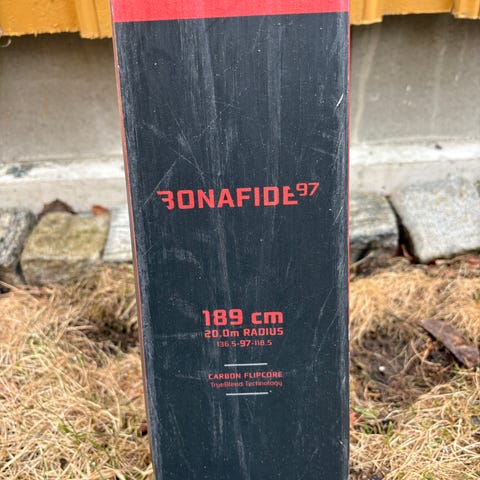 BONAFIDE97
189 cm
20.0m RADIUS
136.5-97-118.5
CARBON FLIPCORE
TrueBlend Technology